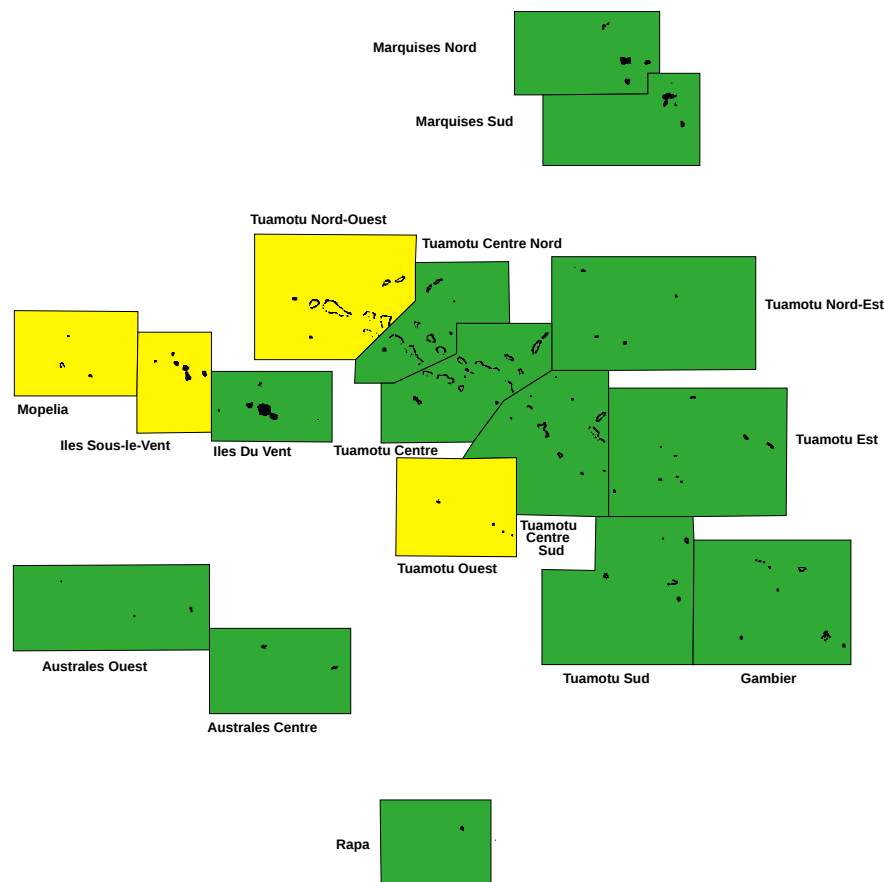 Marquises Nord
Marquises Sud
Tuamotu Nord-Ouest
Tuamotu Centre Nord
Tuamotu Nord-Est
Mopelia
Iles Sous-le-Vent
Iles Du Vent
Tuamotu Centre
Tuamotu Est
Tuamotu
Centre
Sud
Tuamotu Ouest
Australes Ouest
Tuamotu Sud
Gambier
Australes Centre
Rapa